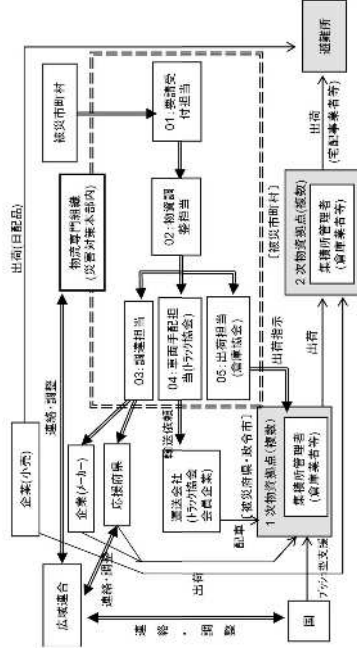 広域連合
企業(小売)
出荷(日配品)
連絡・調整
物流専門組織
(災害対策本部内)
被災市町村
01:要請受
付担当
02:物資調
整担当
03:調達担当
04:車両手配担
当(トラック協会)
05:出荷担当
(倉庫協会)
[被災市町村]
企業(メーカー)
応援府県
連絡・調整
輸送依頼
運送会社
(トラック協会
会員企業)
配車
[被災府県・政令市]
出荷指示
出荷
連絡・調整
国
プッシュ型支援
1次物資拠点(複数)
集積所管理者
(倉庫業者等)
出荷
2次物資拠点(複数)
集積所管理者
(倉庫業者等)
出荷
(宅配事業者等)
避難所